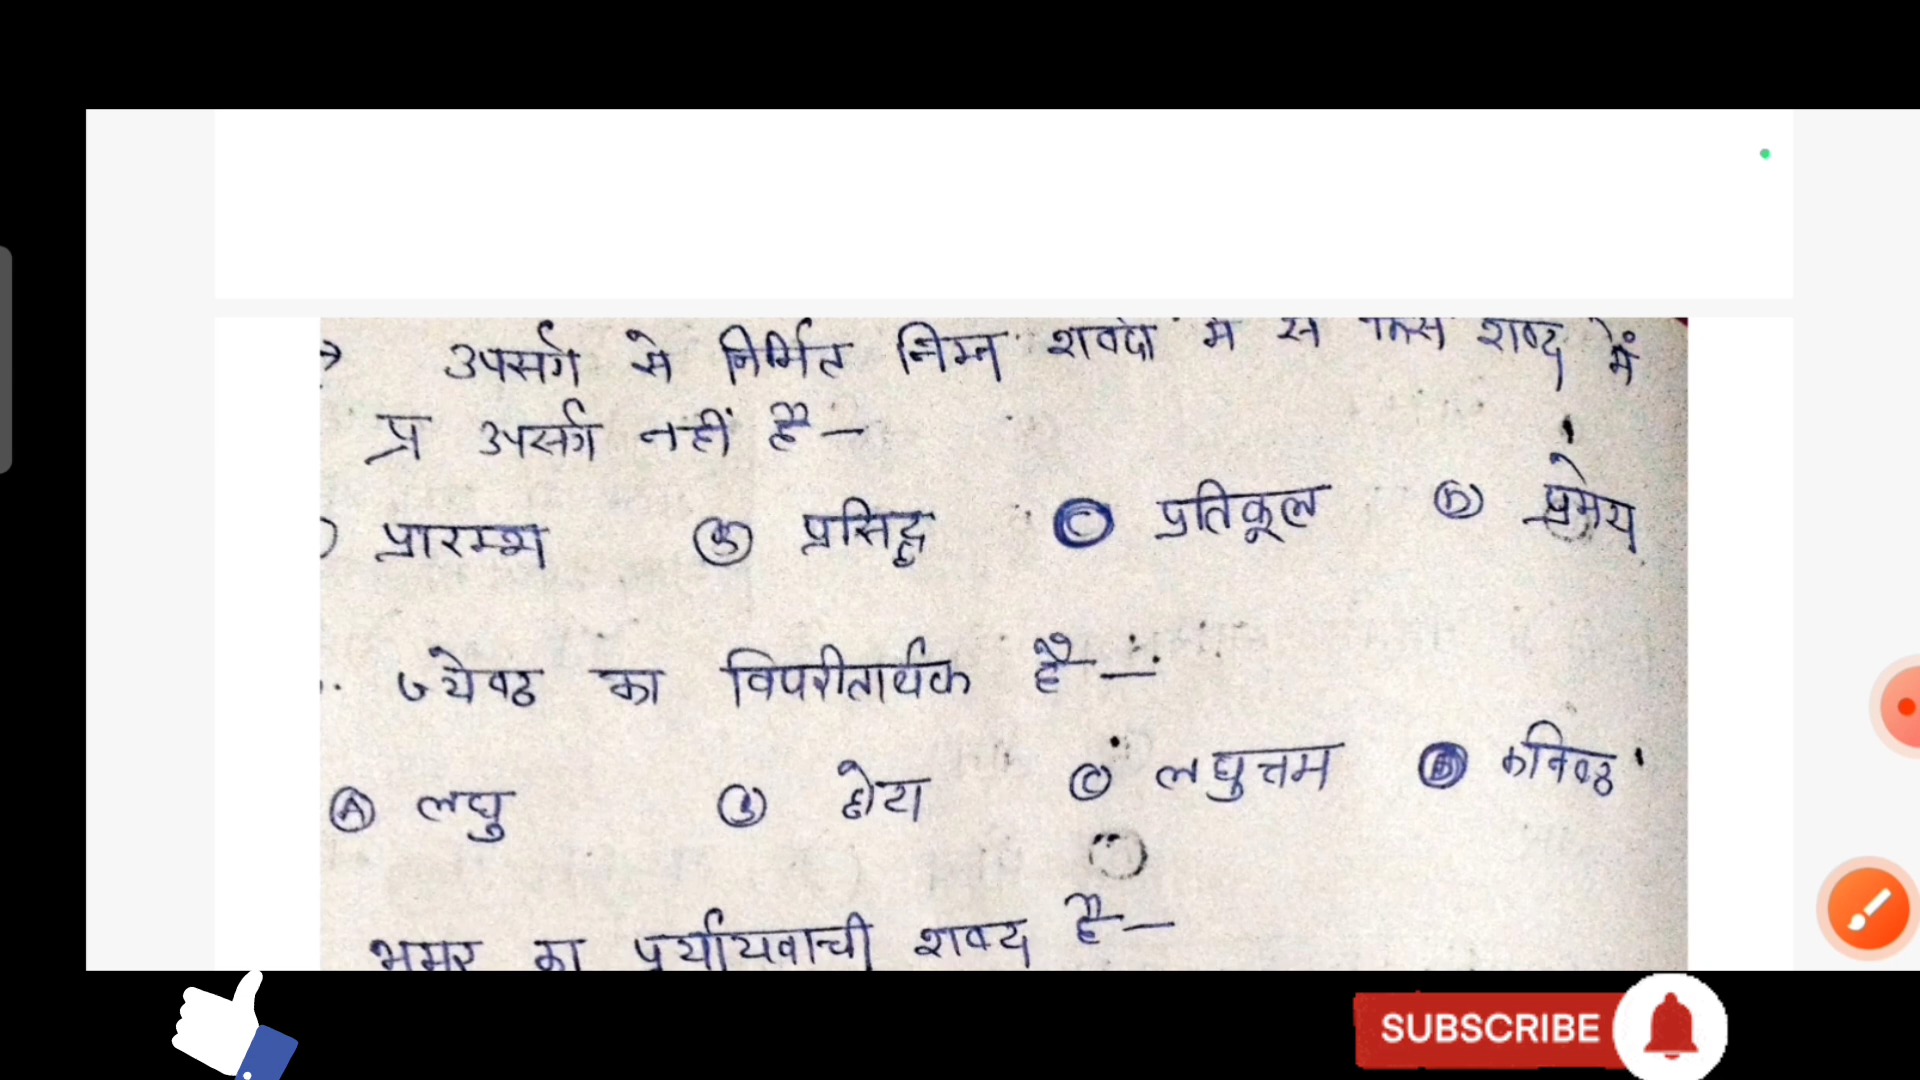 उपसर्ग से निर्मित निम्न शब्दों में से किस शब्द में
प्र उपसर्ग नहीं है –
प्रारम्भ Ⓑ प्रसिद्ध Ⓒ प्रतिकूल Ⓓ प्रमेय
ज्येष्ठ का विपरीतार्थक है –
Ⓐ लघु Ⓑ छोटा Ⓒ लघुत्तम Ⓓ कनिष्ठ
भ्रमर का पर्यायवाची शब्द है –
SUBSCRIBE